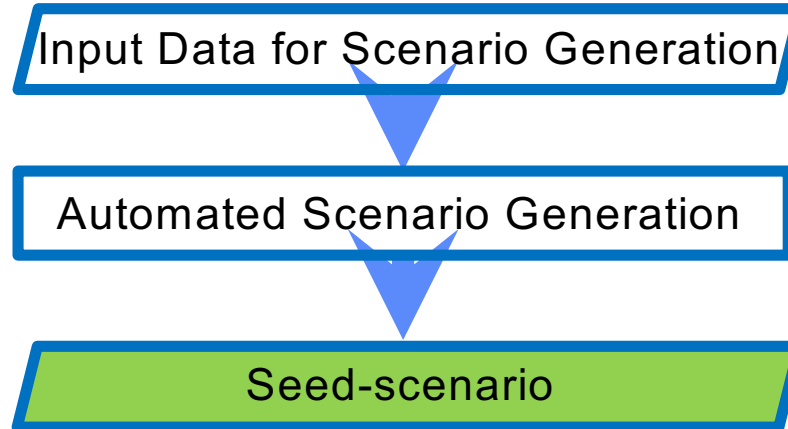 Input Data for Scenario Generation
Automated Scenario Generation
Seed-scenario